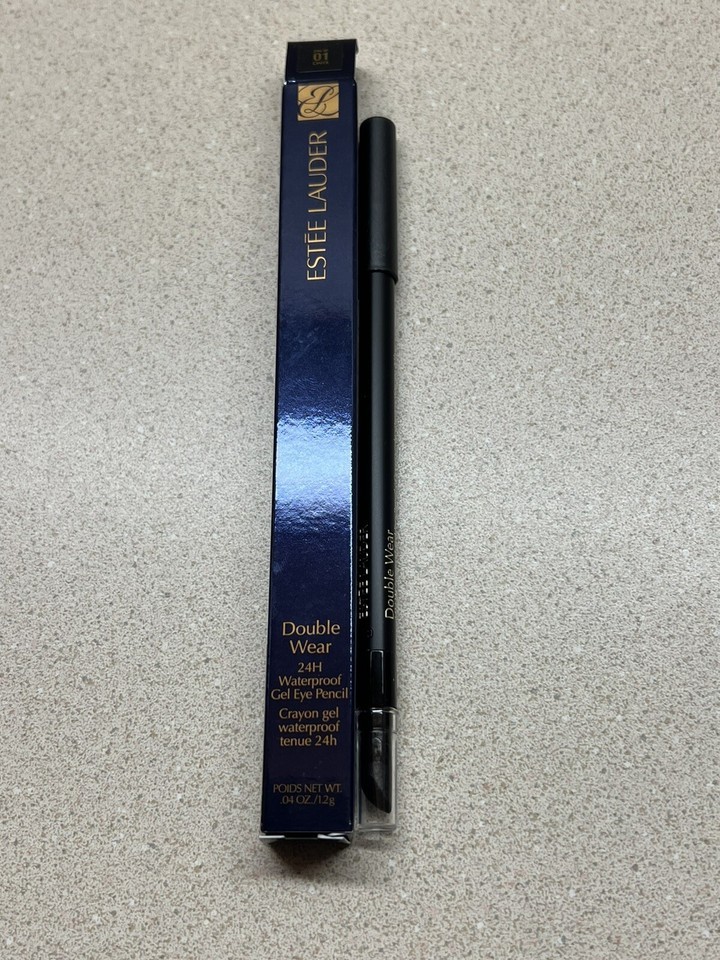 01
ESTÉE LAUDER
Double
Wear
24H
Waterproof
Gel Eye Pencil
Crayon gel
waterproof
tenue 24h
POIDS NET WT.
.04 OZ./1.2g
Double Wear